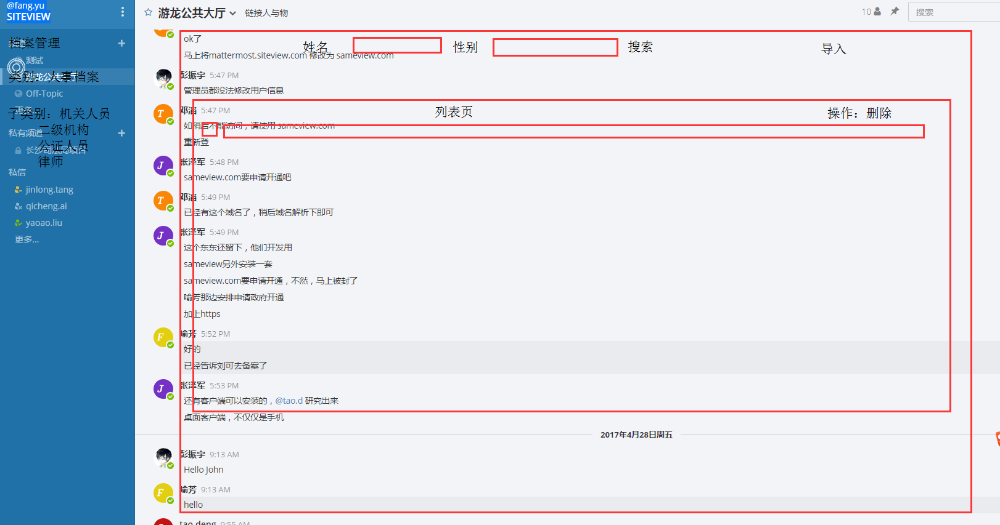 @fang.yu
SITEVIEW
档案管理
测试
类别：人事档案
游龙公共大厅
Off-Topic
更多...
子类别：机关人员
二级机构
私有频道
公证人员
长沙司法局项目
律师
私信
jinlong.tang
qicheng.ai
yaoao.liu
更多...
游龙公共大厅
链接人与物
10
搜索
姓名
性别
搜索
导入
ok了
马上将mattermost.siteview.com 修改为 sameview.com
彭振宇 5:47 PM
管理员都没法修改用户信息
列表页
操作：删除
邓滔 5:47 PM
如稍后不能访问，请使用 sameview.com
重新登
张泽军 5:48 PM
sameview.com要申请开通吧
邓滔 5:49 PM
已经有这个域名了，稍后域名解析下即可
张泽军 5:49 PM
这个东东还留下，他们开发用
sameview另外安装一套
sameview.com要申请开通，不然，马上被封了
喻芳那边安排申请政府开通
加上https
喻芳 5:52 PM
好的
已经告诉刘可去备案了
张泽军 5:53 PM
还有客户端可以安装的，@tao.d 研究出来
桌面客户端，不仅仅是手机
2017年4月28日周五
彭振宇 9:13 AM
Hello John
喻芳 9:13 AM
hello
tao.deng 9:55 AM